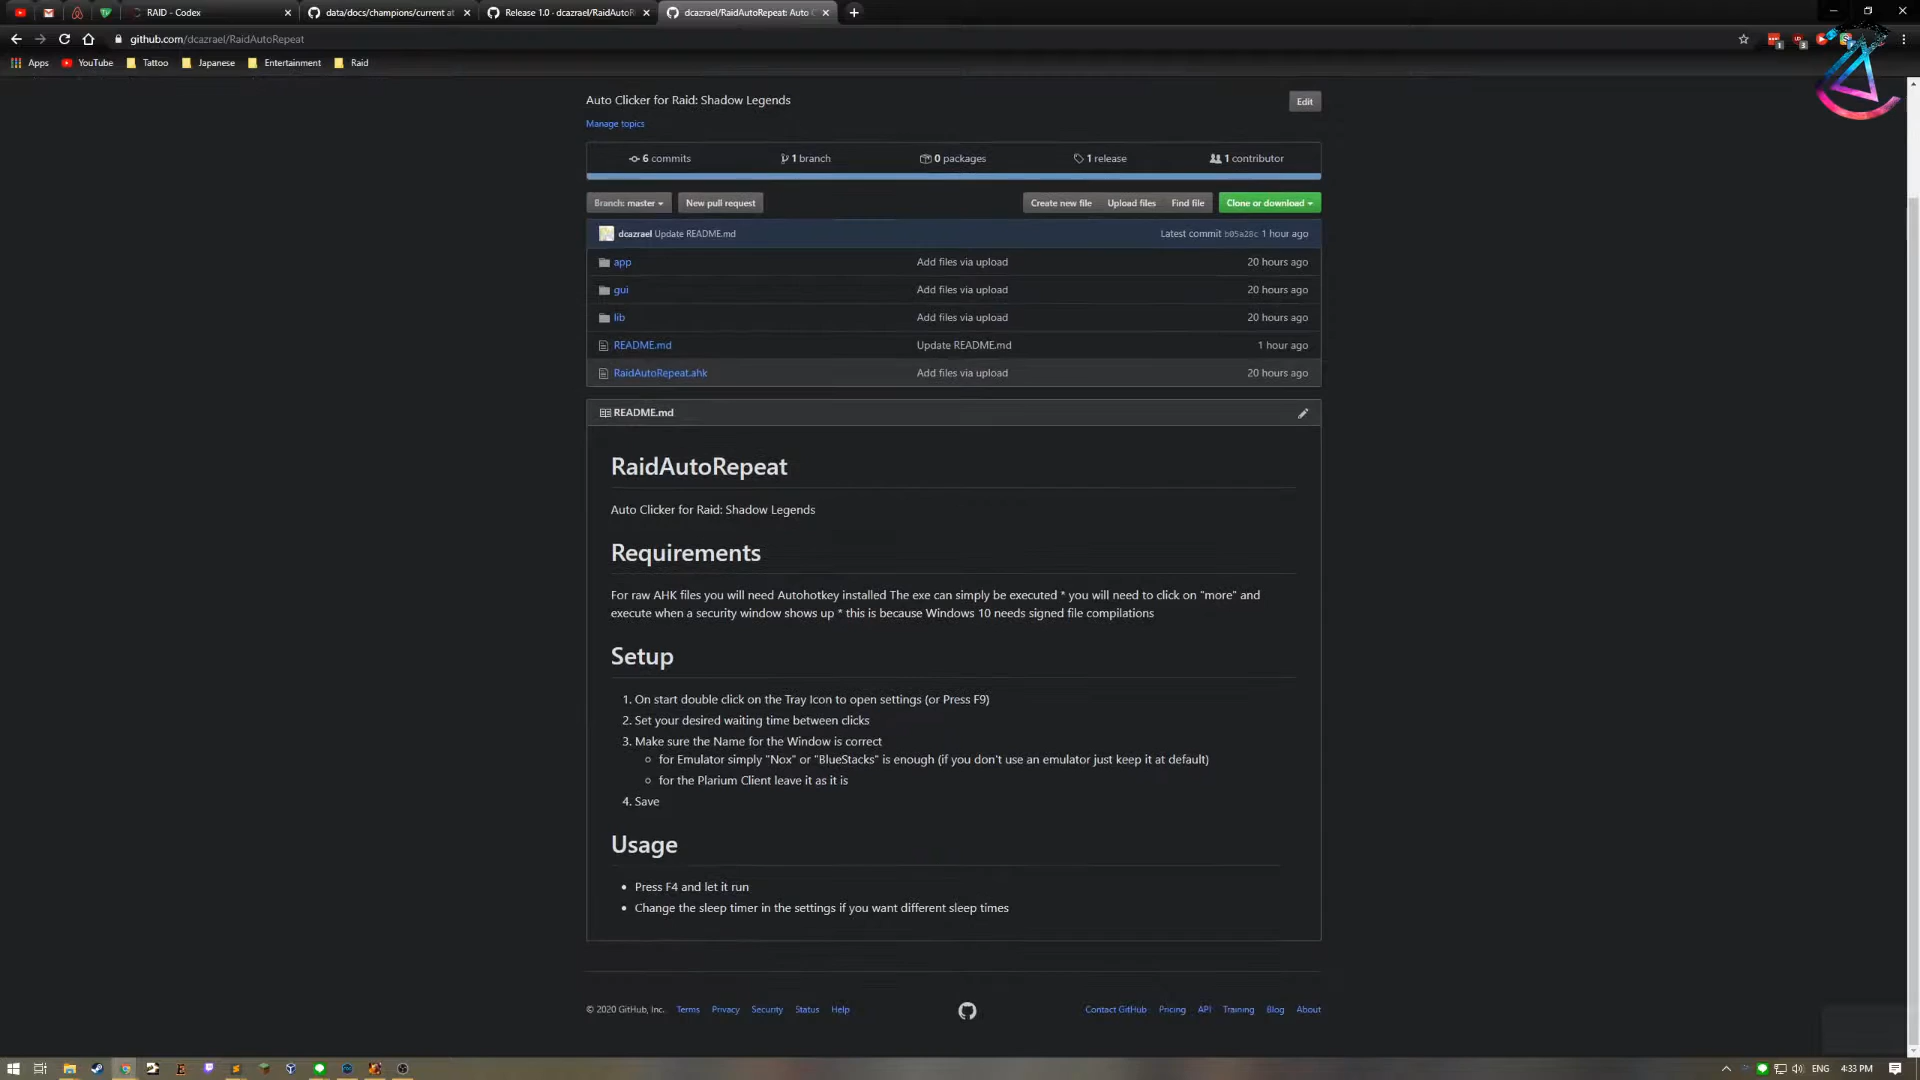 RAID - Codex
data/docs/champions/current at
Release 1.0 - dcazrael/RaidAutoR
dcazrael/RaidAutoRepeat: Auto C
github.com/dcazrael/RaidAutoRepeat
Apps
YouTube
Tattoo
Japanese
Entertainment
Raid
Auto Clicker for Raid: Shadow Legends
Edit
Manage topics
6 commits
1 branch
0 packages
1 release
1 contributor
Branch: master
New pull request
Create new file
Upload files
Find file
Clone or download
dcazrael Update README.md
Latest commit b05a28c 1 hour ago
app
Add files via upload
20 hours ago
gui
Add files via upload
20 hours ago
lib
Add files via upload
20 hours ago
README.md
Update README.md
1 hour ago
RaidAutoRepeat.ahk
Add files via upload
20 hours ago
README.md
RaidAutoRepeat
Auto Clicker for Raid: Shadow Legends
Requirements
For raw AHK files you will need Autohotkey installed The exe can simply be executed * you will need to click on "more" and
execute when a security window shows up * this is because Windows 10 needs signed file compilations
Setup
1. On start double click on the Tray Icon to open settings (or Press F9)
2. Set your desired waiting time between clicks
3. Make sure the Name for the Window is correct
for Emulator simply "Nox" or "BlueStacks" is enough (if you don't use an emulator just keep it at default)
for the Plarium Client leave it as it is
4. Save
Usage
Press F4 and let it run
Change the sleep timer in the settings if you want different sleep times
© 2020 GitHub, Inc.
Terms
Privacy
Security
Status
Help
Contact GitHub
Pricing
API
Training
Blog
About
ENG
4:33 PM